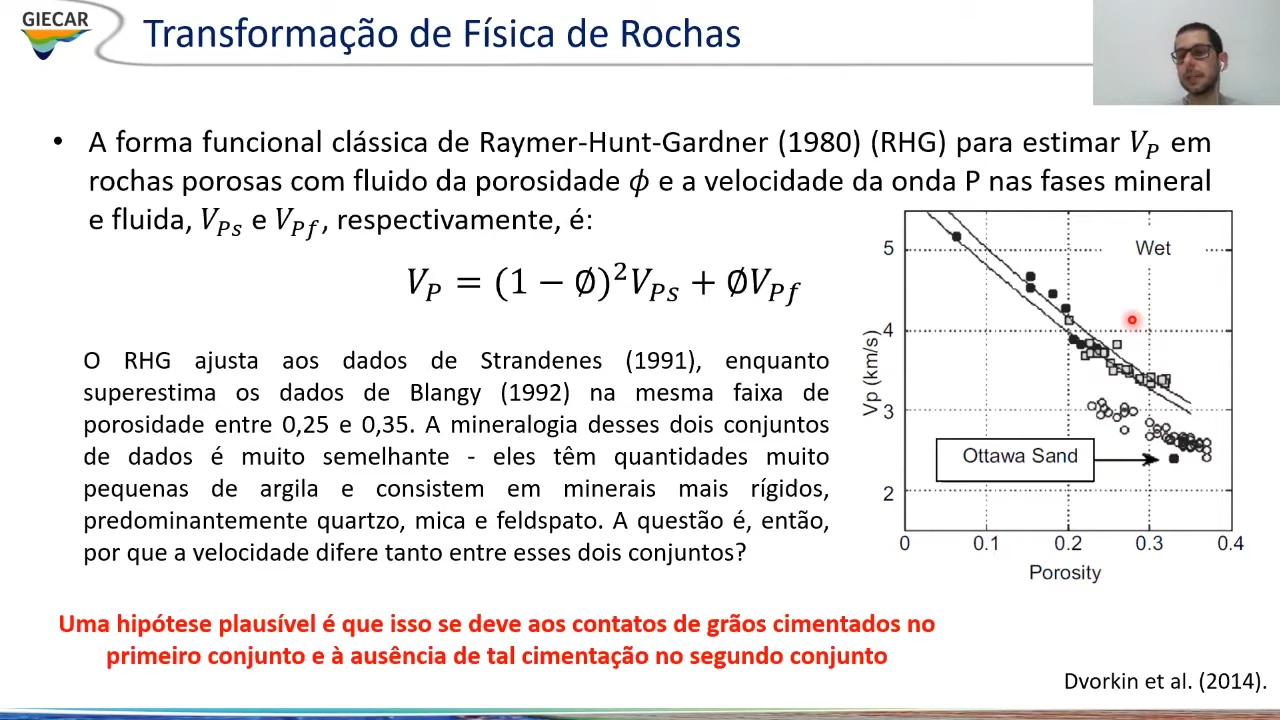 GIECAR
Transformação de Física de Rochas
• A forma funcional clássica de Raymer-Hunt-Gardner (1980) (RHG) para estimar V_P em
rochas porosas com fluido da porosidade ϕ e a velocidade da onda P nas fases mineral
e fluida, V_Ps e V_Pf, respectivamente, é:
V_P = (1 − ∅)²V_Ps + ∅V_Pf
O RHG ajusta aos dados de Strandenes (1991), enquanto
superestima os dados de Blangy (1992) na mesma faixa de
porosidade entre 0,25 e 0,35. A mineralogia desses dois conjuntos
de dados é muito semelhante - eles têm quantidades muito
pequenas de argila e consistem em minerais mais rígidos,
predominantemente quartzo, mica e feldspato. A questão é, então,
por que a velocidade difere tanto entre esses dois conjuntos?
Wet
5
4
3
2
Vp (km/s)
Ottawa Sand
0 0.1 0.2 0.3 0.4
Porosity
Uma hipótese plausível é que isso se deve aos contatos de grãos cimentados no
primeiro conjunto e à ausência de tal cimentação no segundo conjunto
Dvorkin et al. (2014).